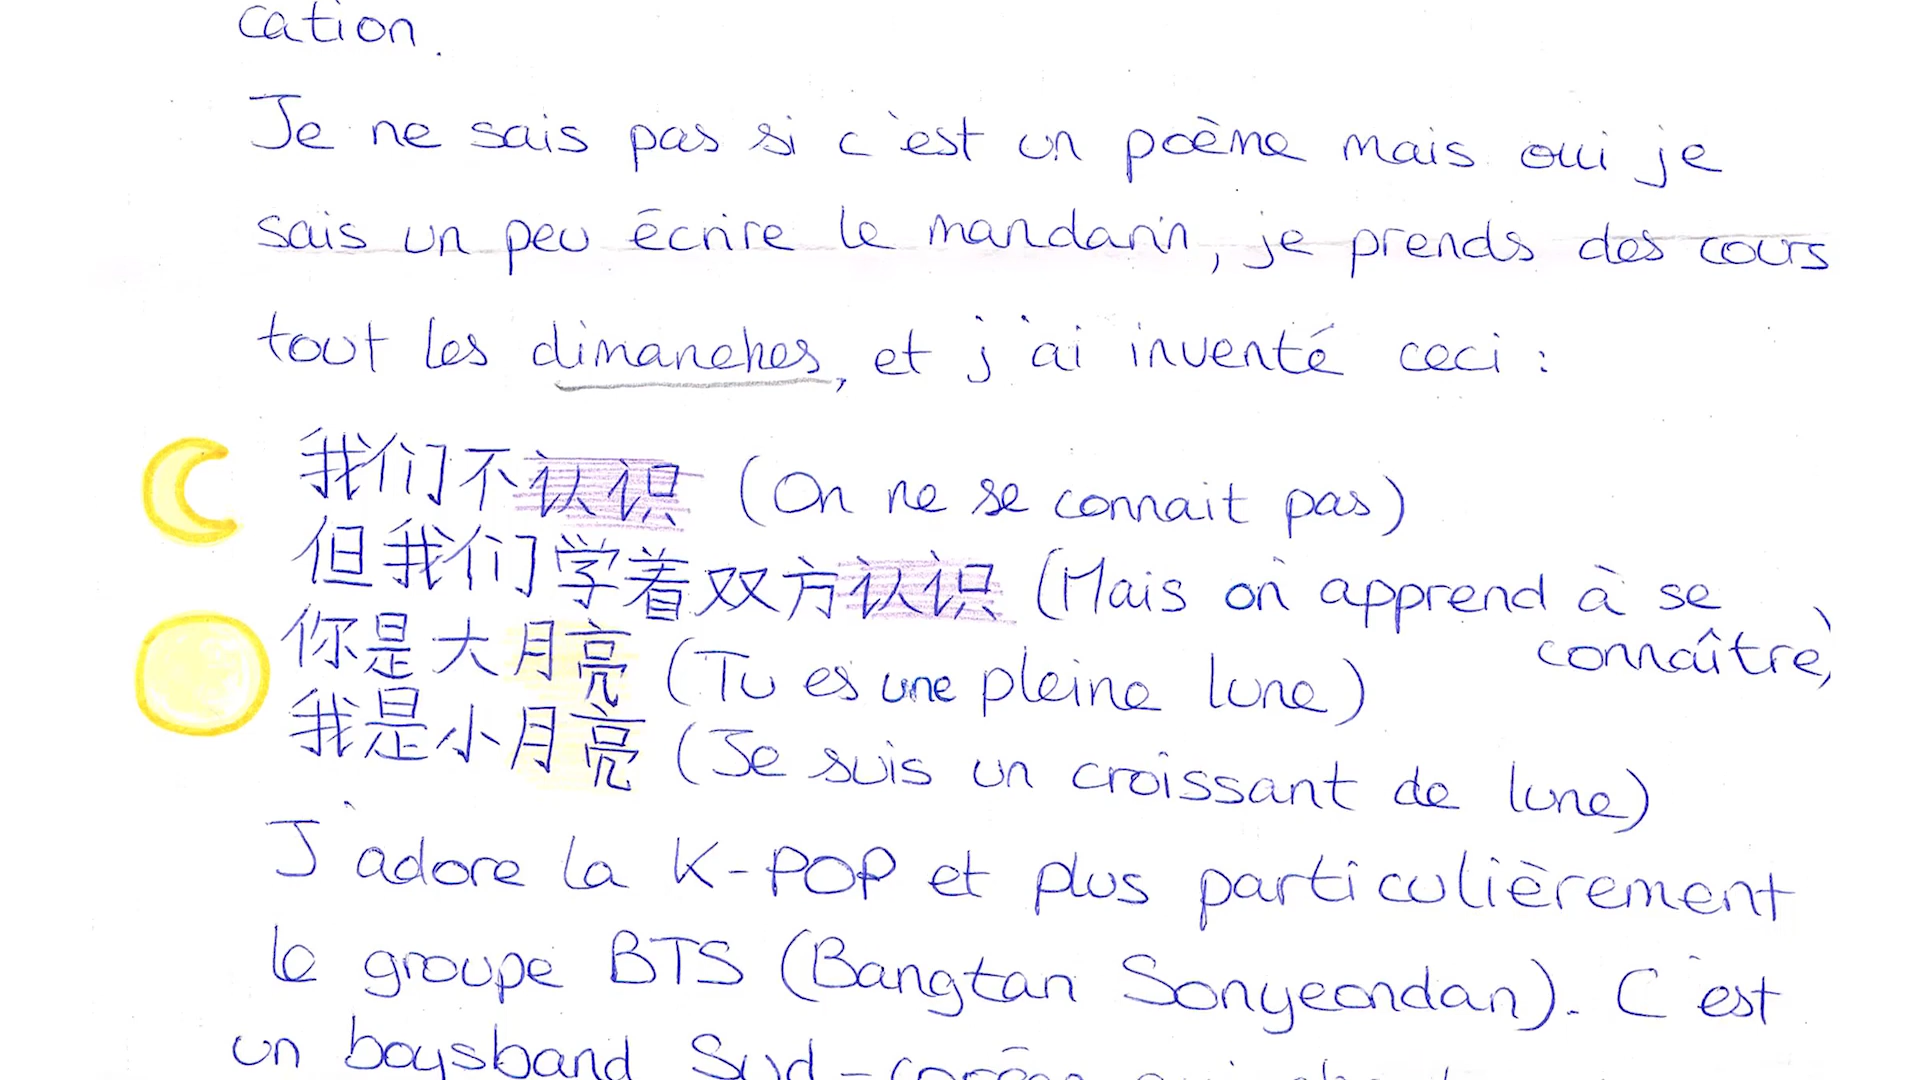 cation.
Je ne sais pas si c'est un poème mais oui je
sais un peu écrire le mandarin, je prends des cours
tout les dimanches, et j'ai inventé ceci :
我们不认识 (On ne se connait pas)
但我们学着双方认识 (Mais on apprend à se
connaître)
你是大月亮 (Tu es une pleine lune)
我是小月亮 (Je suis un croissant de lune)
J'adore la K-POP et plus particulièrement
le groupe BTS (Bangtan Sonyeondan). C'est
un boysband Sud-coréen qui